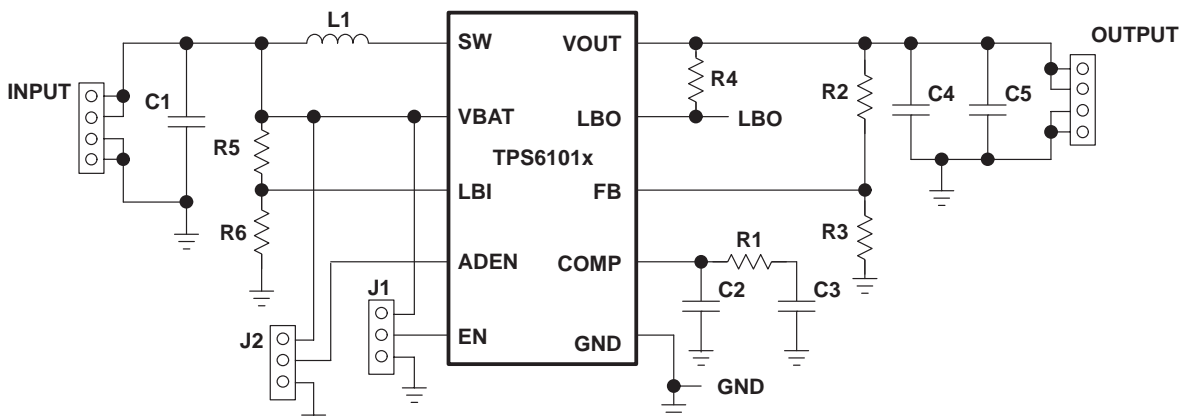 L1
SW
VOUT
OUTPUT
INPUT
C1
R4
R2
C4
C5
VBAT
LBO
LBO
R5
TPS6101x
LBI
FB
R6
R3
R1
ADEN
COMP
J1
C2
C3
J2
EN
GND
GND